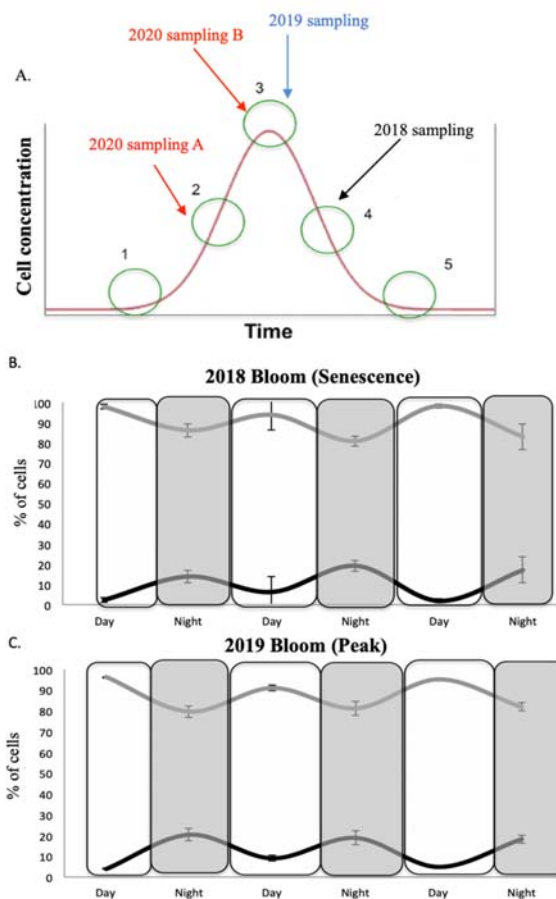 2020 sampling B
2019 sampling
A.
3
2020 sampling A
2018 sampling
2
4
1
5
Cell concentration
Time
B.
2018 Bloom (Senescence)
% of cells
100
90
80
70
60
50
40
30
20
10
0
Day Night Day Night Day Night
C.
2019 Bloom (Peak)
% of cells
100
90
80
70
60
50
40
30
20
10
0
Day Night Day Night Day Night